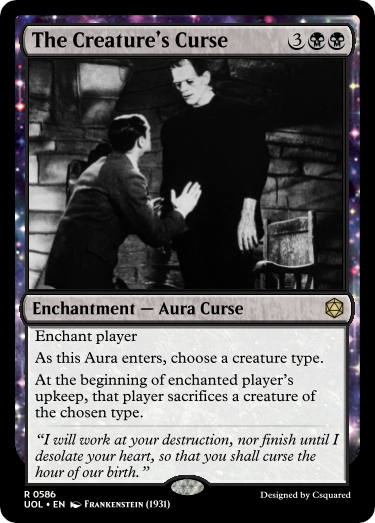 The Creature's Curse 3
Enchantment — Aura Curse
Enchant player
As this Aura enters, choose a creature type.
At the beginning of enchanted player's
upkeep, that player sacrifices a creature of
the chosen type.
"I will work at your destruction, nor finish until I
desolate your heart, so that you shall curse the
hour of our birth."
R 0586
UOL • EN Frankenstein (1931)
Designed by Csquared